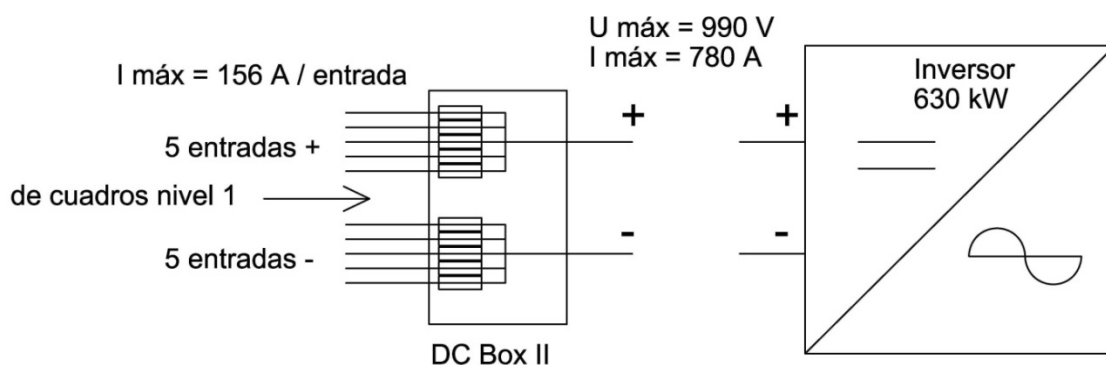 U máx = 990 V
I máx = 780 A
I máx = 156 A / entrada
Inversor
630 kW
+
+
5 entradas +
de cuadros nivel 1
-
-
5 entradas -
DC Box II